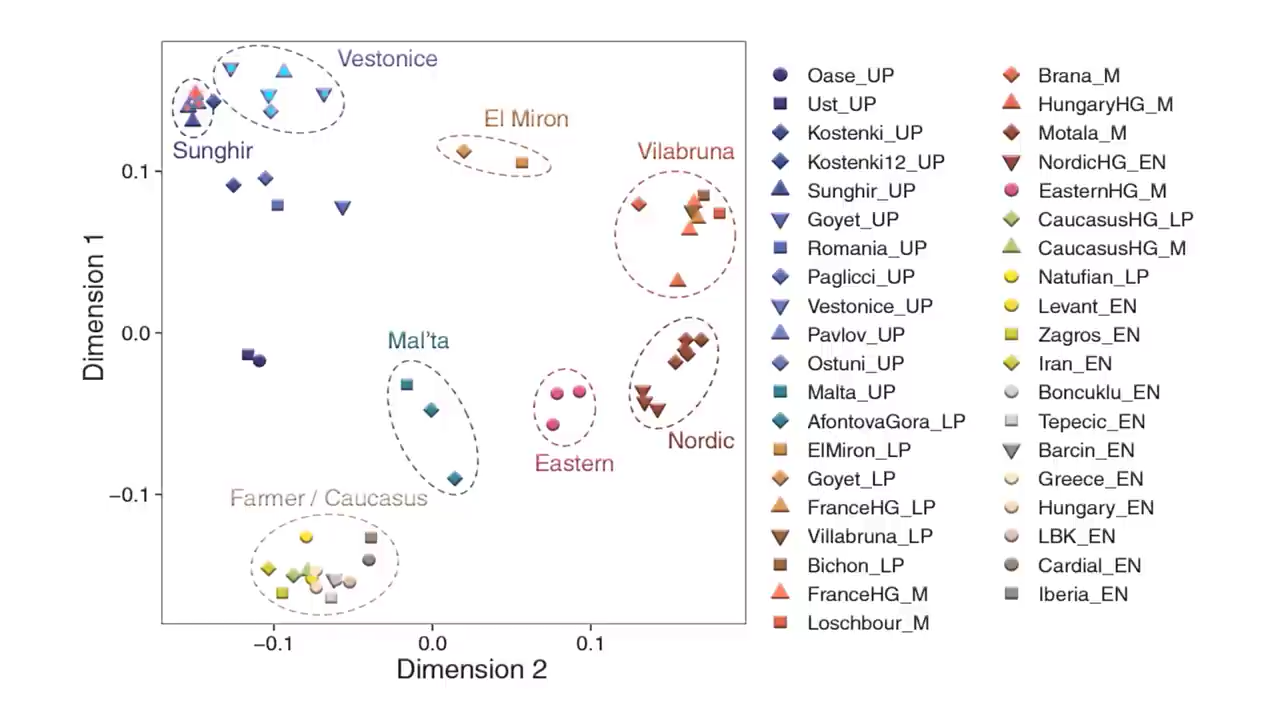 Vestonice
El Miron
Sunghir
Vilabruna
Mal'ta
Eastern
Nordic
Farmer / Caucasus
Dimension 1
0.1
0.0
−0.1
−0.1
0.0
0.1
Dimension 2
Oase_UP
Ust_UP
Kostenki_UP
Kostenki12_UP
Sunghir_UP
Goyet_UP
Romania_UP
Paglicci_UP
Vestonice_UP
Pavlov_UP
Ostuni_UP
Malta_UP
AfontovaGora_LP
ElMiron_LP
Goyet_LP
FranceHG_LP
Villabruna_LP
Bichon_LP
FranceHG_M
Loschbour_M
Brana_M
HungaryHG_M
Motala_M
NordicHG_EN
EasternHG_M
CaucasusHG_LP
CaucasusHG_M
Natufian_LP
Levant_EN
Zagros_EN
Iran_EN
Boncuklu_EN
Tepecic_EN
Barcin_EN
Greece_EN
Hungary_EN
LBK_EN
Cardial_EN
Iberia_EN